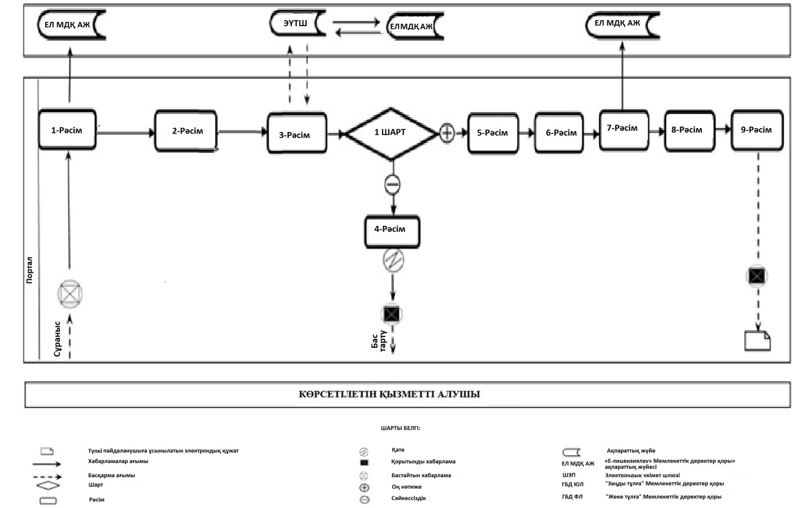 ЕЛ МДҚ АЖ
ЭҮТШ
ЕЛМДҚ АЖ
ЕЛ МДҚ АЖ
Портал
1-Рәсім
2-Рәсім
3-Рәсім
1 ШАРТ
5-Рәсім
6-Рәсім
7-Рәсім
8-Рәсім
9-Рәсім
4-Рәсім
Сұраныс
Бас
тарту
КӨРСЕТІЛЕТІН ҚЫЗМЕТТІ АЛУШЫ
ШАРТЫ БЕЛГІ:
Түпкі пайдаланушыға ұсынылатын электрондық құжат
Хабарламалар ағымы
Басқарма ағымы
Шарт
Рәсім
Қате
Қорытынды хабарлама
Бастайтын хабарлама
Оң нәтиже
Сәйкессіздік
Ақпараттық жүйе
ЕЛ МДҚ АЖ «Е-лицензиялау» Мемлекеттік деректер қоры»
ақпараттық жүйесі
ШЭП Электоондык үкімет шлюзі
ГБД ЮЛ "Заңды тұлға" Мемлекеттік деректер қоры
ГБД ФЛ "Жеке тұлға" Мемлекеттік деректер қоры